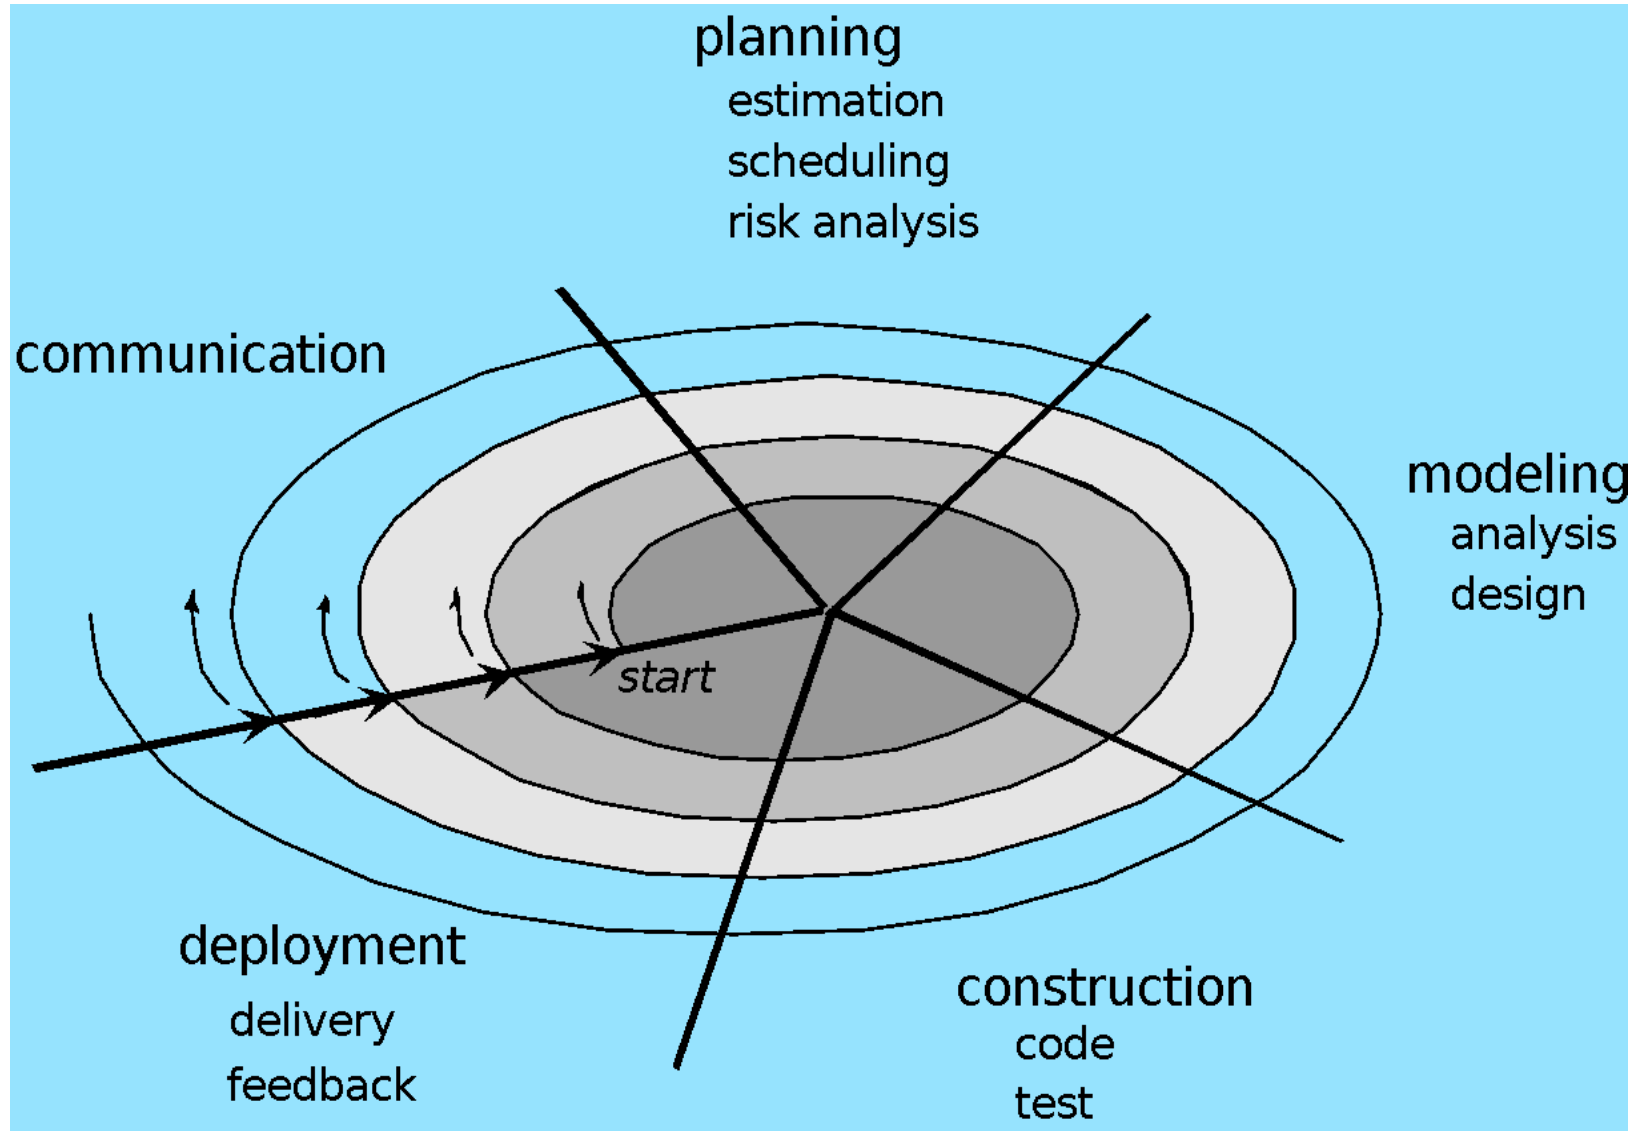 planning
estimation
scheduling
risk analysis
communication
modeling
analysis
design
start
deployment
delivery
feedback
construction
code
test